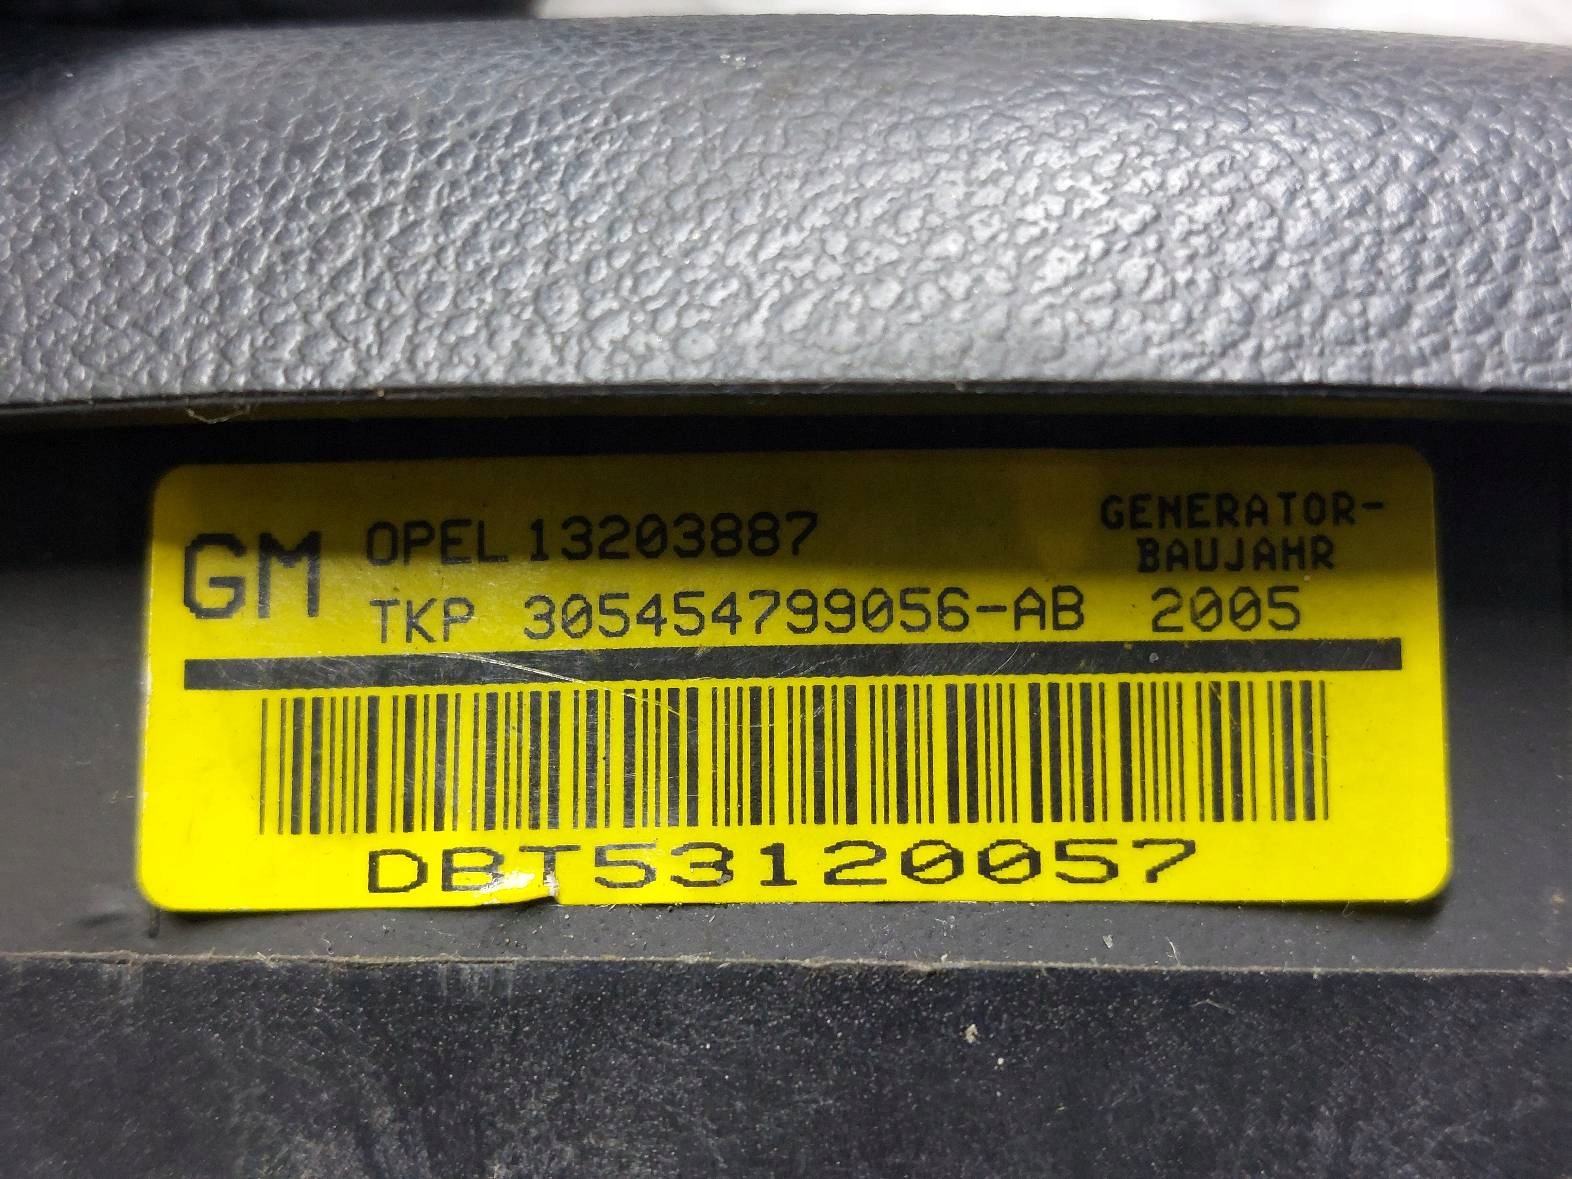 GM OPEL 13203887 GENERATOR-
BAUJAHR
TKP 305454799056-AB 2005
DBT53120057